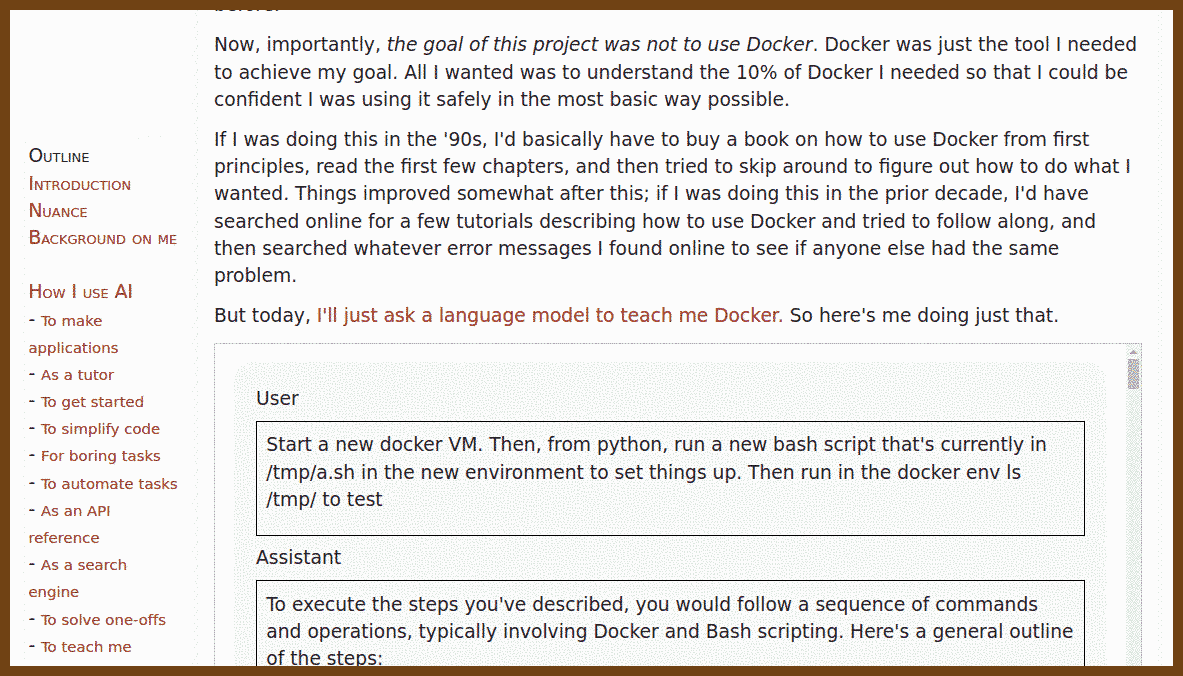 Now, importantly, the goal of this project was not to use Docker. Docker was just the tool I needed
to achieve my goal. All I wanted was to understand the 10% of Docker I needed so that I could be
confident I was using it safely in the most basic way possible.
If I was doing this in the '90s, I'd basically have to buy a book on how to use Docker from first
principles, read the first few chapters, and then tried to skip around to figure out how to do what I
wanted. Things improved somewhat after this; if I was doing this in the prior decade, I'd have
searched online for a few tutorials describing how to use Docker and tried to follow along, and
then searched whatever error messages I found online to see if anyone else had the same
problem.
But today, I'll just ask a language model to teach me Docker. So here's me doing just that.
User
Start a new docker VM. Then, from python, run a new bash script that's currently in
/tmp/a.sh in the new environment to set things up. Then run in the docker env ls
/tmp/ to test
Assistant
To execute the steps you've described, you would follow a sequence of commands
and operations, typically involving Docker and Bash scripting. Here's a general outline
of the steps:
Outline
Introduction
Nuance
Background on me
How I use AI
- To make
applications
- As a tutor
- To get started
- To simplify code
- For boring tasks
- To automate tasks
- As an API
reference
- As a search
engine
- To solve one-offs
- To teach me